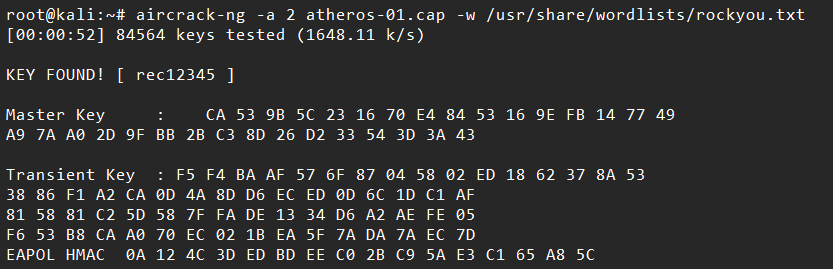 root@kali:~# aircrack-ng -a 2 atheros-01.cap -w /usr/share/wordlists/rockyou.txt
[00:00:52] 84564 keys tested (1648.11 k/s)
KEY FOUND! [ rec12345 ]
Master Key     :    CA 53 9B 5C 23 16 70 E4 84 53 16 9E FB 14 77 49
A9 7A A0 2D 9F BB 2B C3 8D 26 D2 33 54 3D 3A 43
Transient Key  : F5 F4 BA AF 57 6F 87 04 58 02 ED 18 62 37 8A 53
38 86 F1 A2 CA 0D 4A 8D D6 EC ED 0D 6C 1D C1 AF
81 58 81 C2 5D 58 7F FA DE 13 34 D6 A2 AE FE 05
F6 53 B8 CA A0 70 EC 02 1B EA 5F 7A DA 7A EC 7D
EAPOL HMAC  0A 12 4C 3D ED BD EE C0 2B C9 5A E3 C1 65 A8 5C